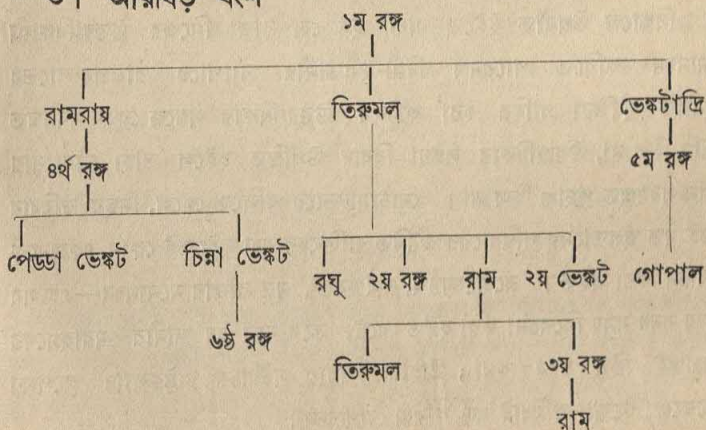 ১ম রঙ্গ
রামরায় তিরুমল ভেঙ্কটাদ্রি
৪র্থ রঙ্গ ৫ম রঙ্গ
পেড্ডা ভেঙ্কট চিন্না ভেঙ্কট
রঘু ২য় রঙ্গ রাম ২য় ভেঙ্কট গোপাল
৬ষ্ঠ রঙ্গ
তিরুমল ৩য় রঙ্গ
রাম